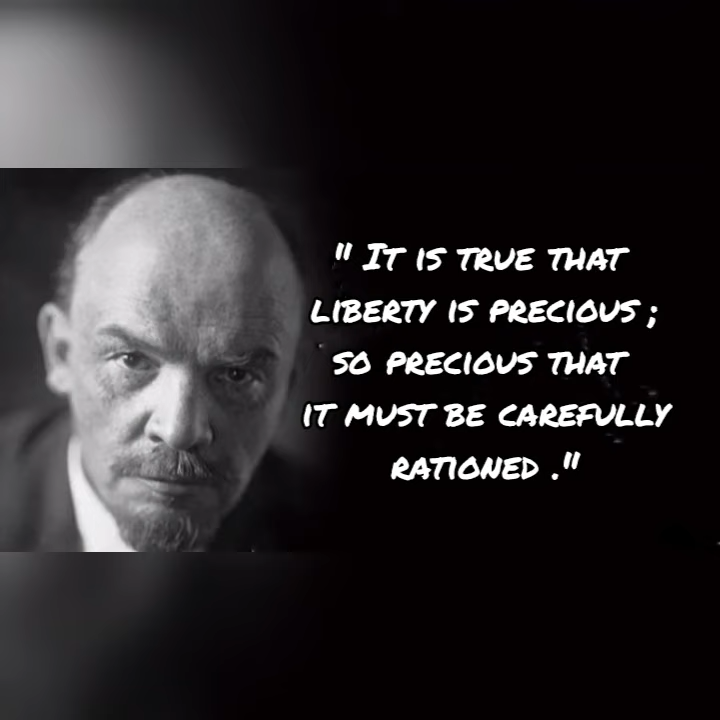 " It is true that
liberty is precious ;
so precious that
it must be carefully
rationed ."